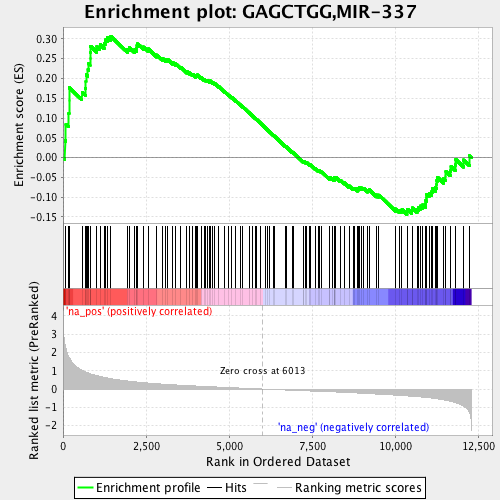 Enrichment plot: GAGCTGG,MIR-337
Enrichment score (ES)
0.30
0.25
0.20
0.15
0.10
0.05
0.00
-0.05
-0.10
-0.15
'na_pos' (positively correlated)
Ranked list metric (PreRanked)
4
3
2
1
0
-1
-2
Zero cross at 6013
'na_neg' (negatively correlated)
0 2,500 5,000 7,500 10,000 12,500
Rank in Ordered Dataset
Enrichment profile Hits Ranking metric scores